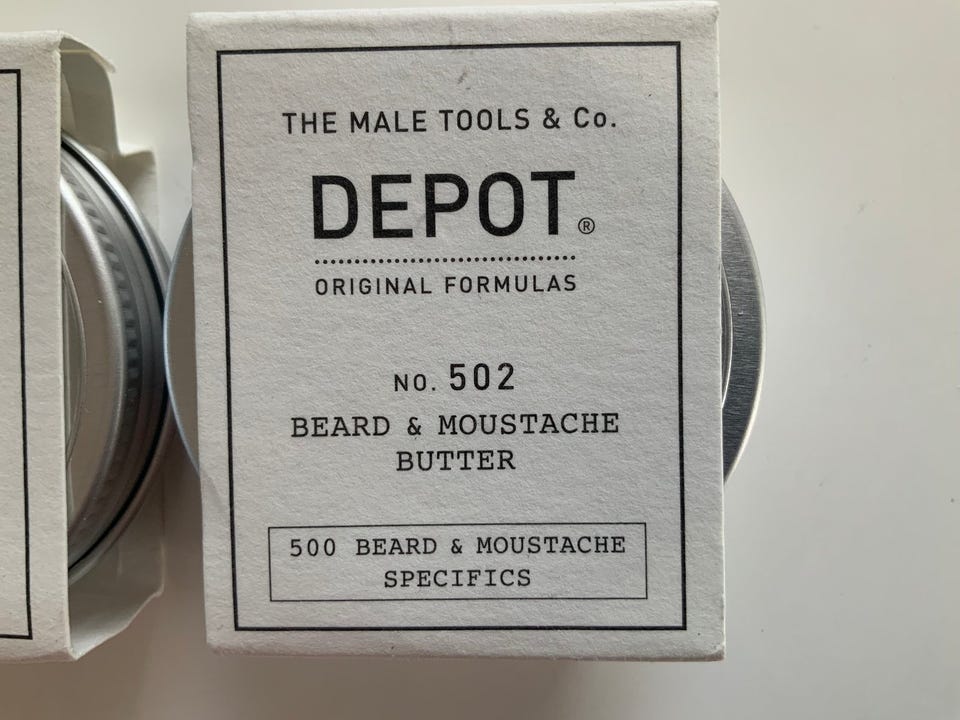 THE MALE TOOLS & Co.
DEPOT®
ORIGINAL FORMULAS
NO. 502
BEARD & MOUSTACHE
BUTTER
500 BEARD & MOUSTACHE
SPECIFICS